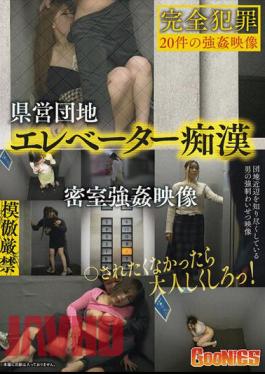 完全犯罪
20件の強姦映像
県営団地
エレベーター痴漢
密室強姦映像
団地近辺を知り尽くしている
男の強制わいせつ映像
模倣厳禁
○されたくなかったら
大人しくしろっ!
GOONIES